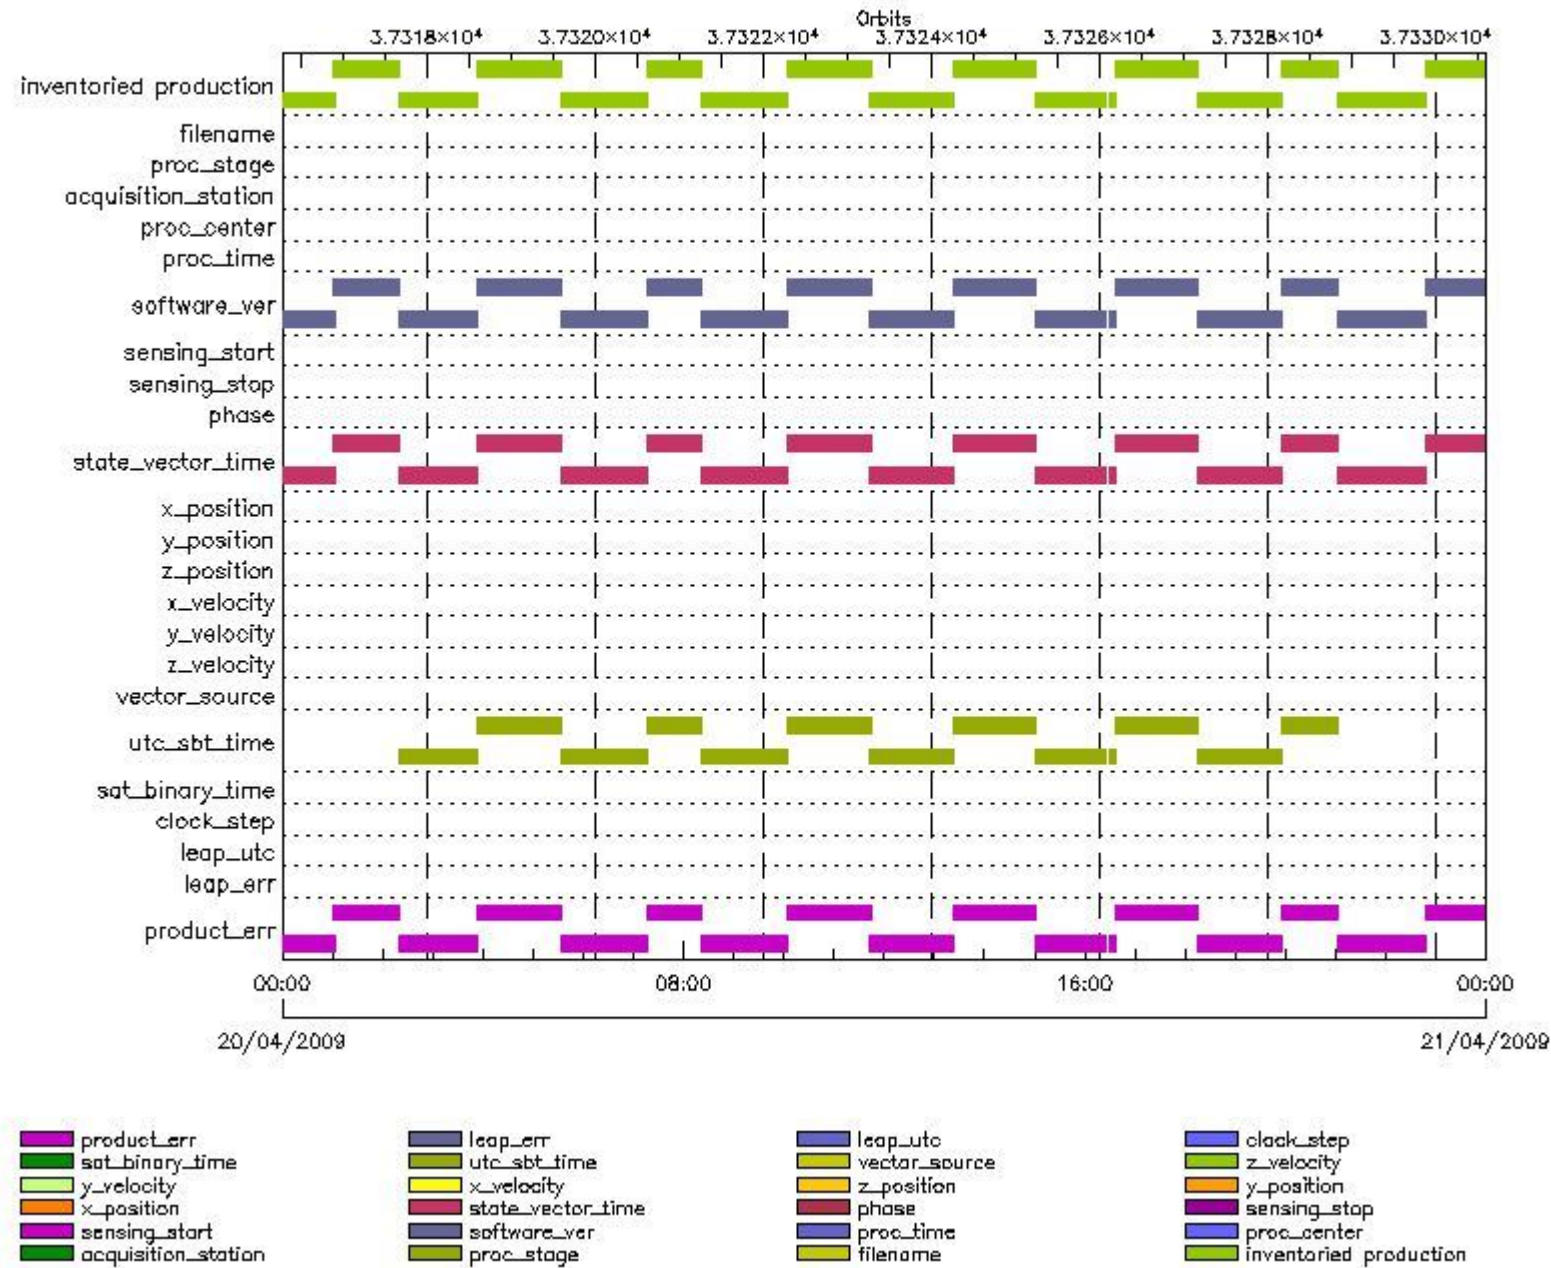 Orbits
3.7318×10⁴ 3.7320×10⁴ 3.7322×10⁴ 3.7324×10⁴ 3.7326×10⁴ 3.7328×10⁴ 3.7330×10⁴
inventoried production
filename
proc_stage
acquisition_station
proc_center
proc_time
software_ver
sensing_start
sensing_stop
phase
state_vector_time
x_position
y_position
z_position
x_velocity
y_velocity
z_velocity
vector_source
utc_sbt_time
sat_binary_time
clock_step
leap_utc
leap_err
product_err
00:00 08:00 16:00 00:00
20/04/2009 21/04/2009
product_err leap_err leap_utc clock_step
sat_binary_time utc_sbt_time vector_source z_velocity
y_velocity x_velocity z_position y_position
x_position state_vector_time phase sensing_stop
sensing_start software_ver proc_time proc_center
acquisition_station proc_stage filename inventoried production